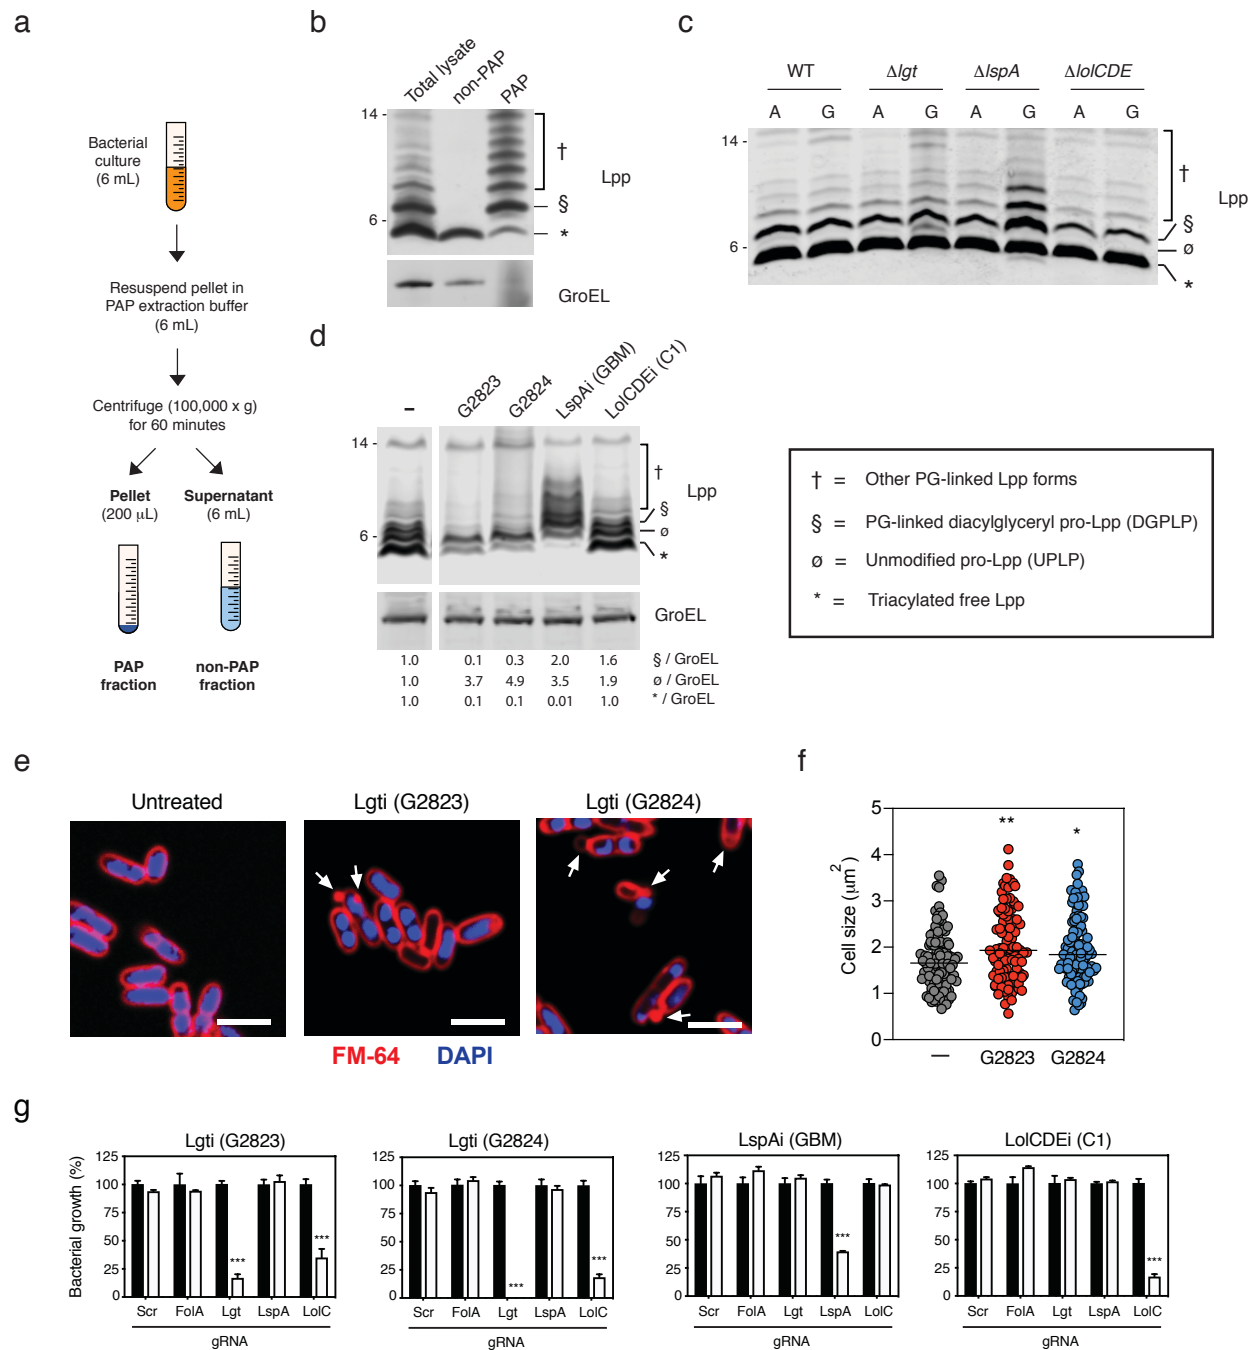 a
Bacterial
culture
(6 mL)
Resuspend pellet in
PAP extraction buffer
(6 mL)
Centrifuge (100,000 x g)
for 60 minutes
Pellet
(200 µL)
Supernatant
(6 mL)
PAP
fraction
non-PAP
fraction
b
Total lysate
non-PAP
PAP
14 -
6 -
†
§
*
Lpp
GroEL
c
WT
Δlgt
ΔlspA
ΔlolCDE
A G A G A G A G
14 -
6 -
†
§
ø
*
Lpp
d
–
G2823
G2824
LspAi (GBM)
LolCDEi (C1)
14 -
6 -
†
§
ø
*
Lpp
GroEL
1.0 0.1 0.3 2.0 1.6 § / GroEL
1.0 3.7 4.9 3.5 1.9 ø / GroEL
1.0 0.1 0.1 0.01 1.0 * / GroEL
† = Other PG-linked Lpp forms
§ = PG-linked diacylglyceryl pro-Lpp (DGPLP)
ø = Unmodified pro-Lpp (UPLP)
* = Triacylated free Lpp
e
Untreated
Lgti (G2823)
Lgti (G2824)
FM-64 DAPI
f
Cell size (µm²)
5
4
3
2
1
0
**
*
—
G2823
G2824
g
Lgti (G2823)
Bacterial growth (%)
125
100
75
50
25
0
***
***
Scr FolA Lgt LspA LolC
gRNA
Lgti (G2824)
125
100
75
50
25
0
***
***
Scr FolA Lgt LspA LolC
gRNA
LspAi (GBM)
125
100
75
50
25
0
***
Scr FolA Lgt LspA LolC
gRNA
LolCDEi (C1)
125
100
75
50
25
0
***
Scr FolA Lgt LspA LolC
gRNA